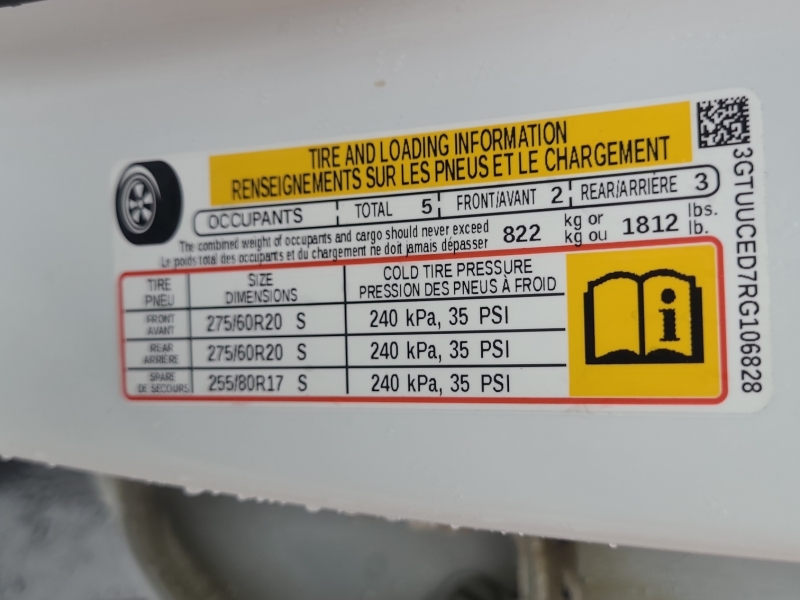 TIRE AND LOADING INFORMATION
RENSEIGNEMENTS SUR LES PNEUS ET LE CHARGEMENT
OCCUPANTS TOTAL 5 FRONT/AVANT 2 REAR/ARRIÈRE 3
The combined weight of occupants and cargo should never exceed 822 kg or 1812 lbs.
Le poids total des occupants et du chargement ne doit jamais dépasser kg ou lb.
TIRE SIZE COLD TIRE PRESSURE
PNEU DIMENSIONS PRESSION DES PNEUS À FROID
FRONT
AVANT 275/60R20 S 240 kPa, 35 PSI
REAR
ARRIÈRE 275/60R20 S 240 kPa, 35 PSI
SPARE
DE SECOURS 255/80R17 S 240 kPa, 35 PSI
i
3GTUUCED7RG106828